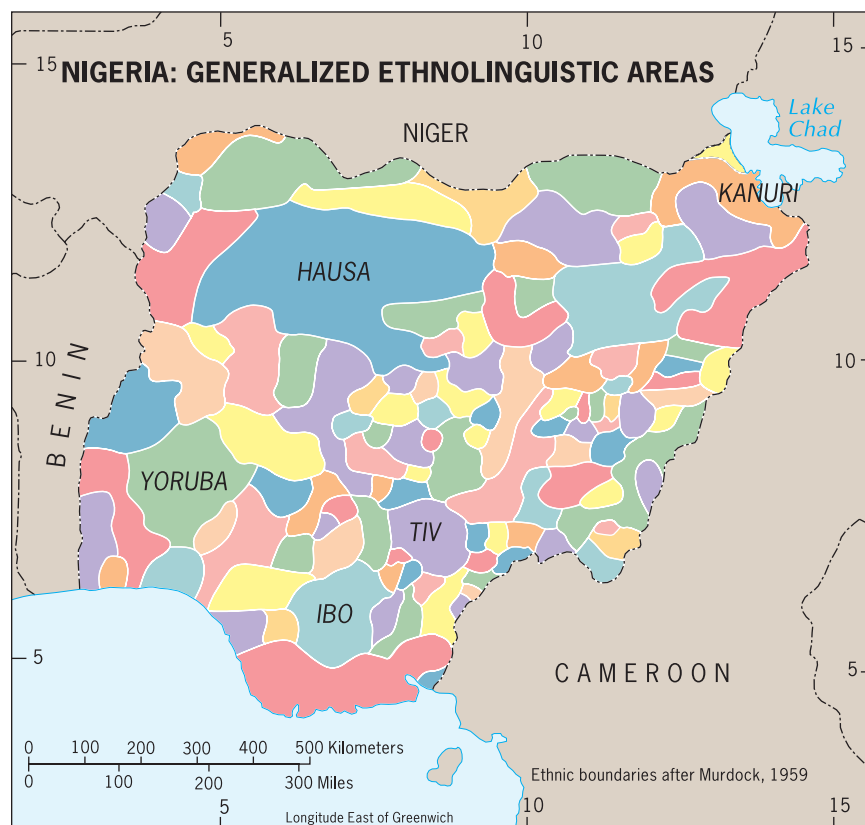 5 10 15
15 15
NIGERIA: GENERALIZED ETHNOLINGUISTIC AREAS
Lake
Chad
NIGER
KANURI
HAUSA
BENIN
10 10
YORUBA
TIV
IBO
5 5
CAMEROON
0 100 200 300 400 500 Kilometers
0 100 200 300 Miles
Ethnic boundaries after Murdock, 1959
5 10 15
Longitude East of Greenwich